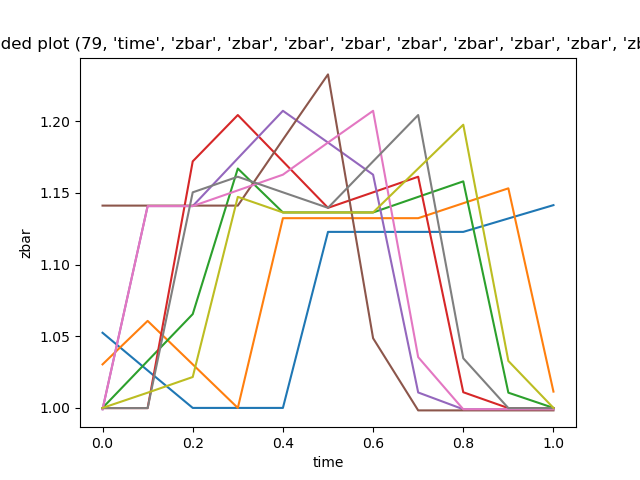 ded plot (79, 'time', 'zbar', 'zbar', 'zbar', 'zbar', 'zbar', 'zbar', 'zbar', 'zbar', 'zb
1.20
1.15
1.10
1.05
1.00
zbar
0.0 0.2 0.4 0.6 0.8 1.0
time